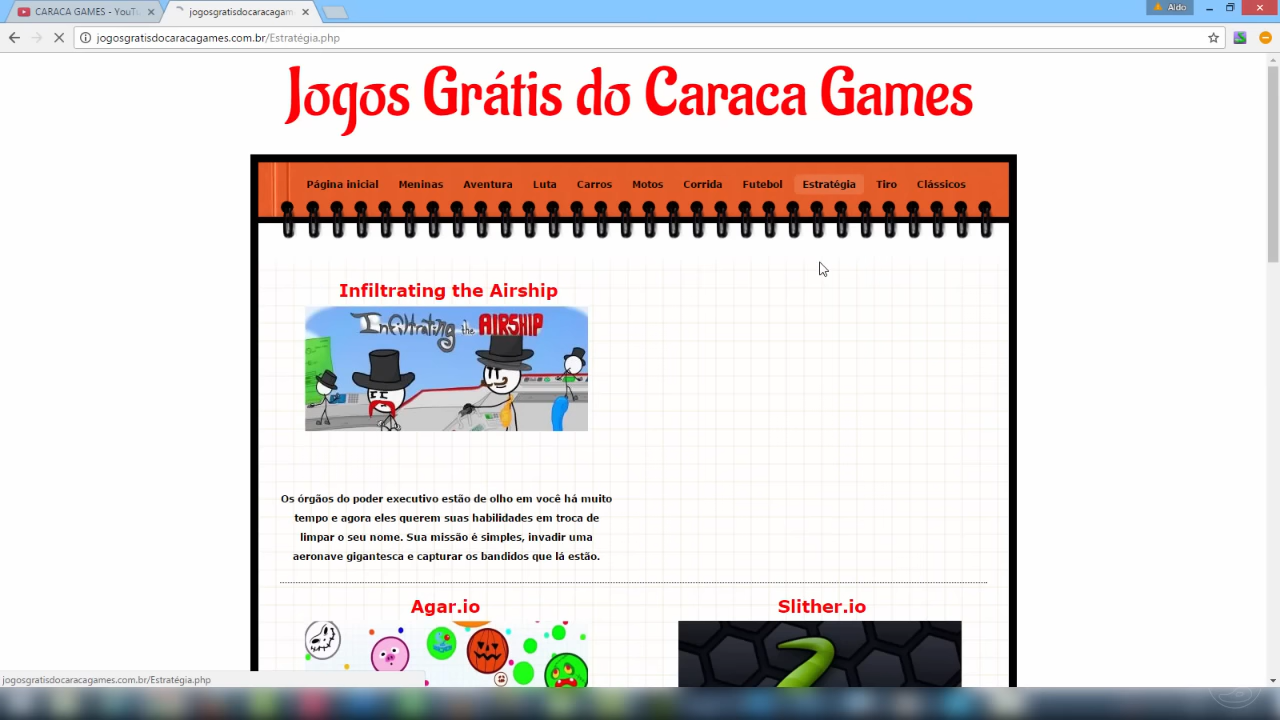 CARACA GAMES - YouTu
jogosgratisdocaracagam
Aldo
jogosgratisdocaracagames.com.br/Estratégia.php
Jogos Grátis do Caraca Games
Página inicial Meninas Aventura Luta Carros Motos Corrida Futebol Estratégia Tiro Clássicos
Infiltrating the Airship
Infiltrating the AIRSHIP
Os órgãos do poder executivo estão de olho em você há muito
tempo e agora eles querem suas habilidades em troca de
limpar o seu nome. Sua missão é simples, invadir uma
aeronave gigantesca e capturar os bandidos que lá estão.
Agar.io
Slither.io
jogosgratisdocaracagames.com.br/Estratégia.php